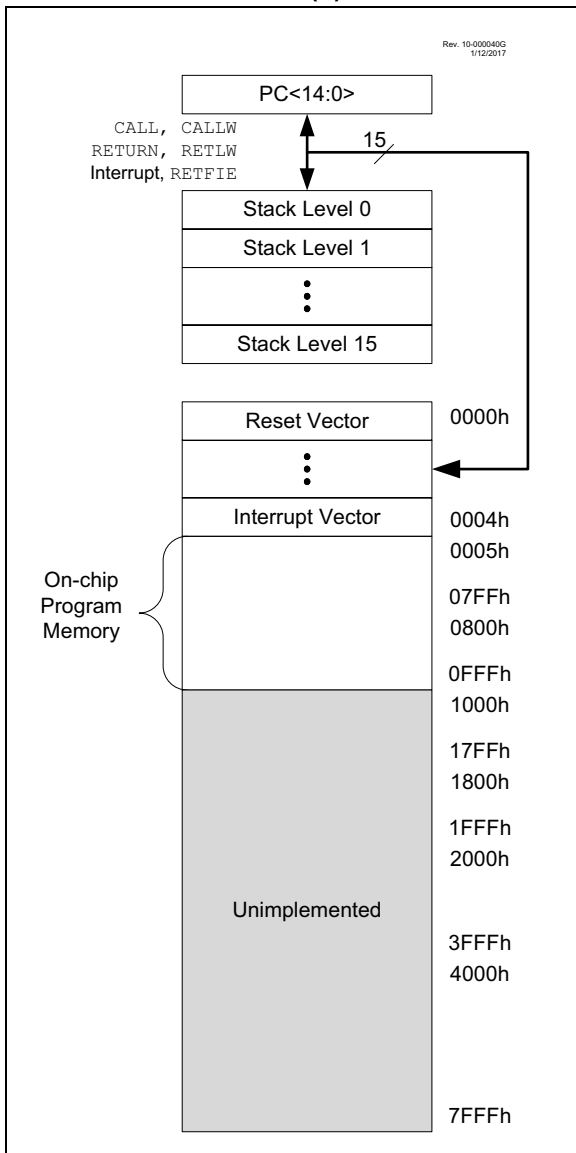 Rev. 10-000040G
1/12/2017
PC<14:0>
CALL, CALLW
RETURN, RETLW
Interrupt, RETFIE
15
Stack Level 0
Stack Level 1
Stack Level 15
Reset Vector
0000h
Interrupt Vector
0004h
0005h
On-chip
Program
Memory
07FFh
0800h
0FFFh
1000h
17FFh
1800h
1FFFh
2000h
Unimplemented
3FFFh
4000h
7FFFh